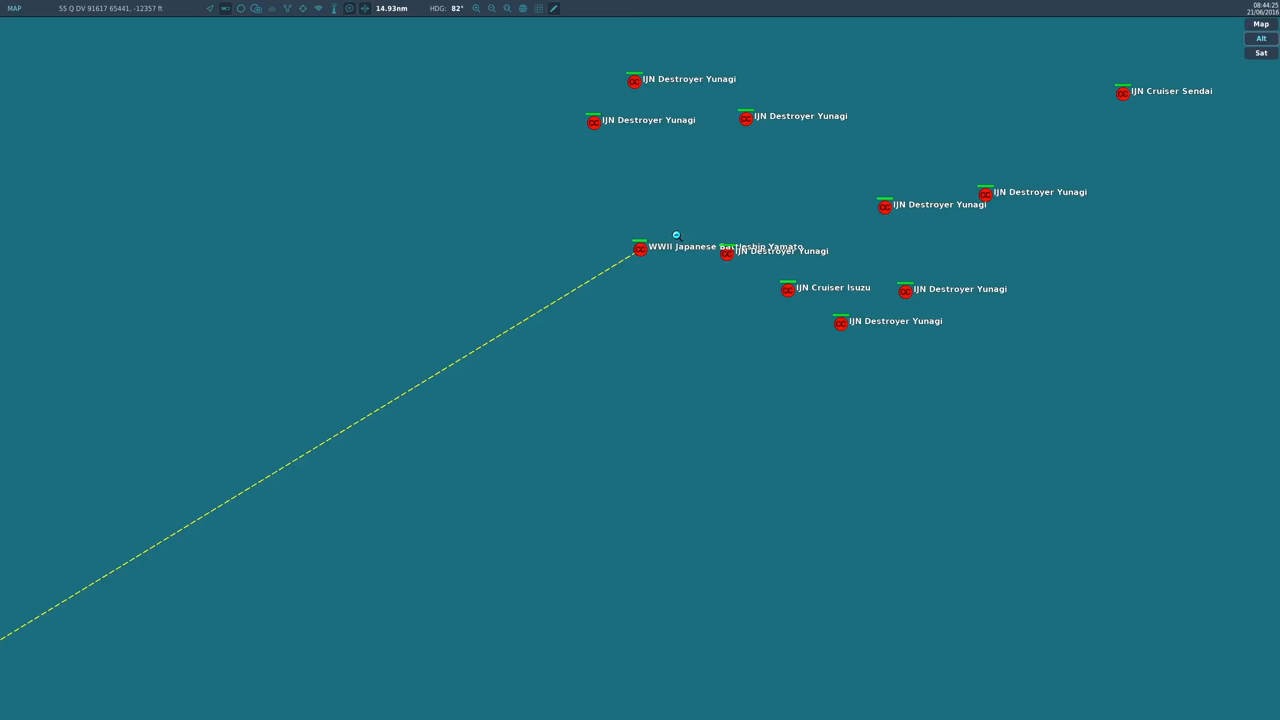 MAP 55 Q DV 91617 65441, -12357 ft 14.93nm HDG: 82° 08:44:25
21/06/2016
Map
Alt
Sat
IJN Destroyer Yunagi
IJN Cruiser Sendai
IJN Destroyer Yunagi
IJN Destroyer Yunagi
IJN Destroyer Yunagi
IJN Destroyer Yunagi
WWII Japanese Battleship Yamato
IJN Destroyer Yunagi
IJN Cruiser Isuzu
IJN Destroyer Yunagi
IJN Destroyer Yunagi